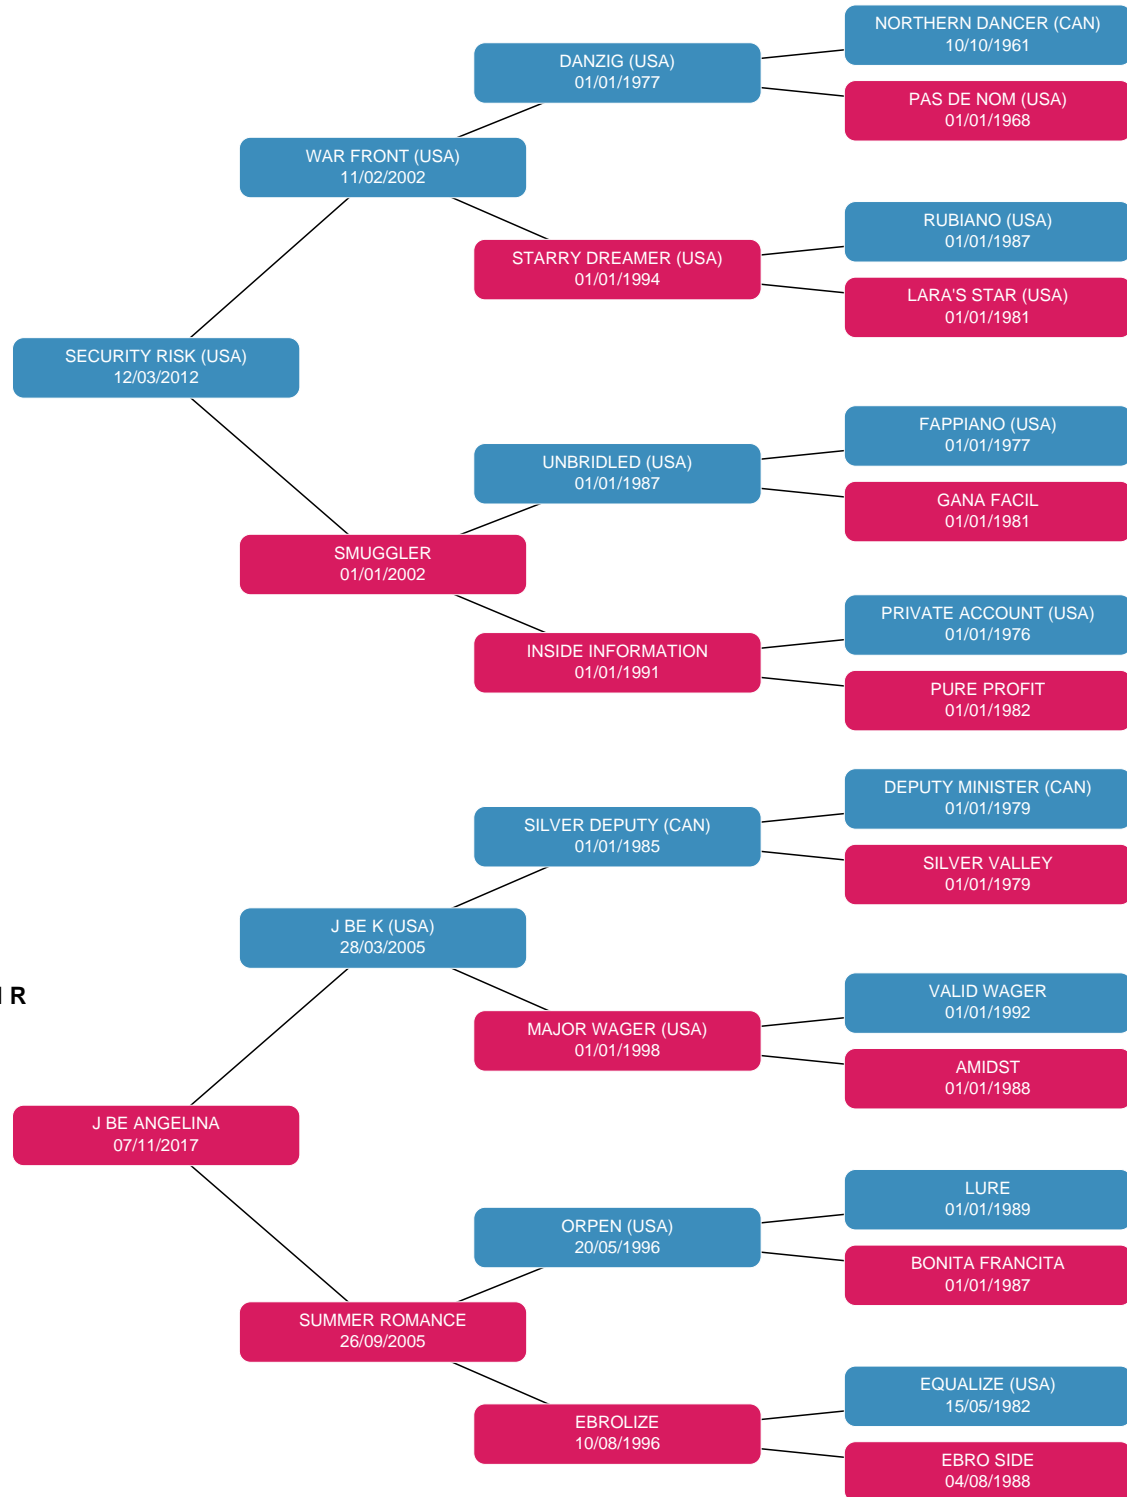 NORTHERN DANCER (CAN)
10/10/1961
DANZIG (USA)
01/01/1977
PAS DE NOM (USA)
01/01/1968
WAR FRONT (USA)
11/02/2002
RUBIANO (USA)
01/01/1987
STARRY DREAMER (USA)
01/01/1994
LARA'S STAR (USA)
01/01/1981
SECURITY RISK (USA)
12/03/2012
FAPPIANO (USA)
01/01/1977
UNBRIDLED (USA)
01/01/1987
GANA FACIL
01/01/1981
SMUGGLER
01/01/2002
PRIVATE ACCOUNT (USA)
01/01/1976
INSIDE INFORMATION
01/01/1991
PURE PROFIT
01/01/1982
DEPUTY MINISTER (CAN)
01/01/1979
SILVER DEPUTY (CAN)
01/01/1985
SILVER VALLEY
01/01/1979
J BE K (USA)
28/03/2005
R
VALID WAGER
01/01/1992
MAJOR WAGER (USA)
01/01/1998
AMIDST
01/01/1988
J BE ANGELINA
07/11/2017
LURE
01/01/1989
ORPEN (USA)
20/05/1996
BONITA FRANCITA
01/01/1987
SUMMER ROMANCE
26/09/2005
EQUALIZE (USA)
15/05/1982
EBROLIZE
10/08/1996
EBRO SIDE
04/08/1988